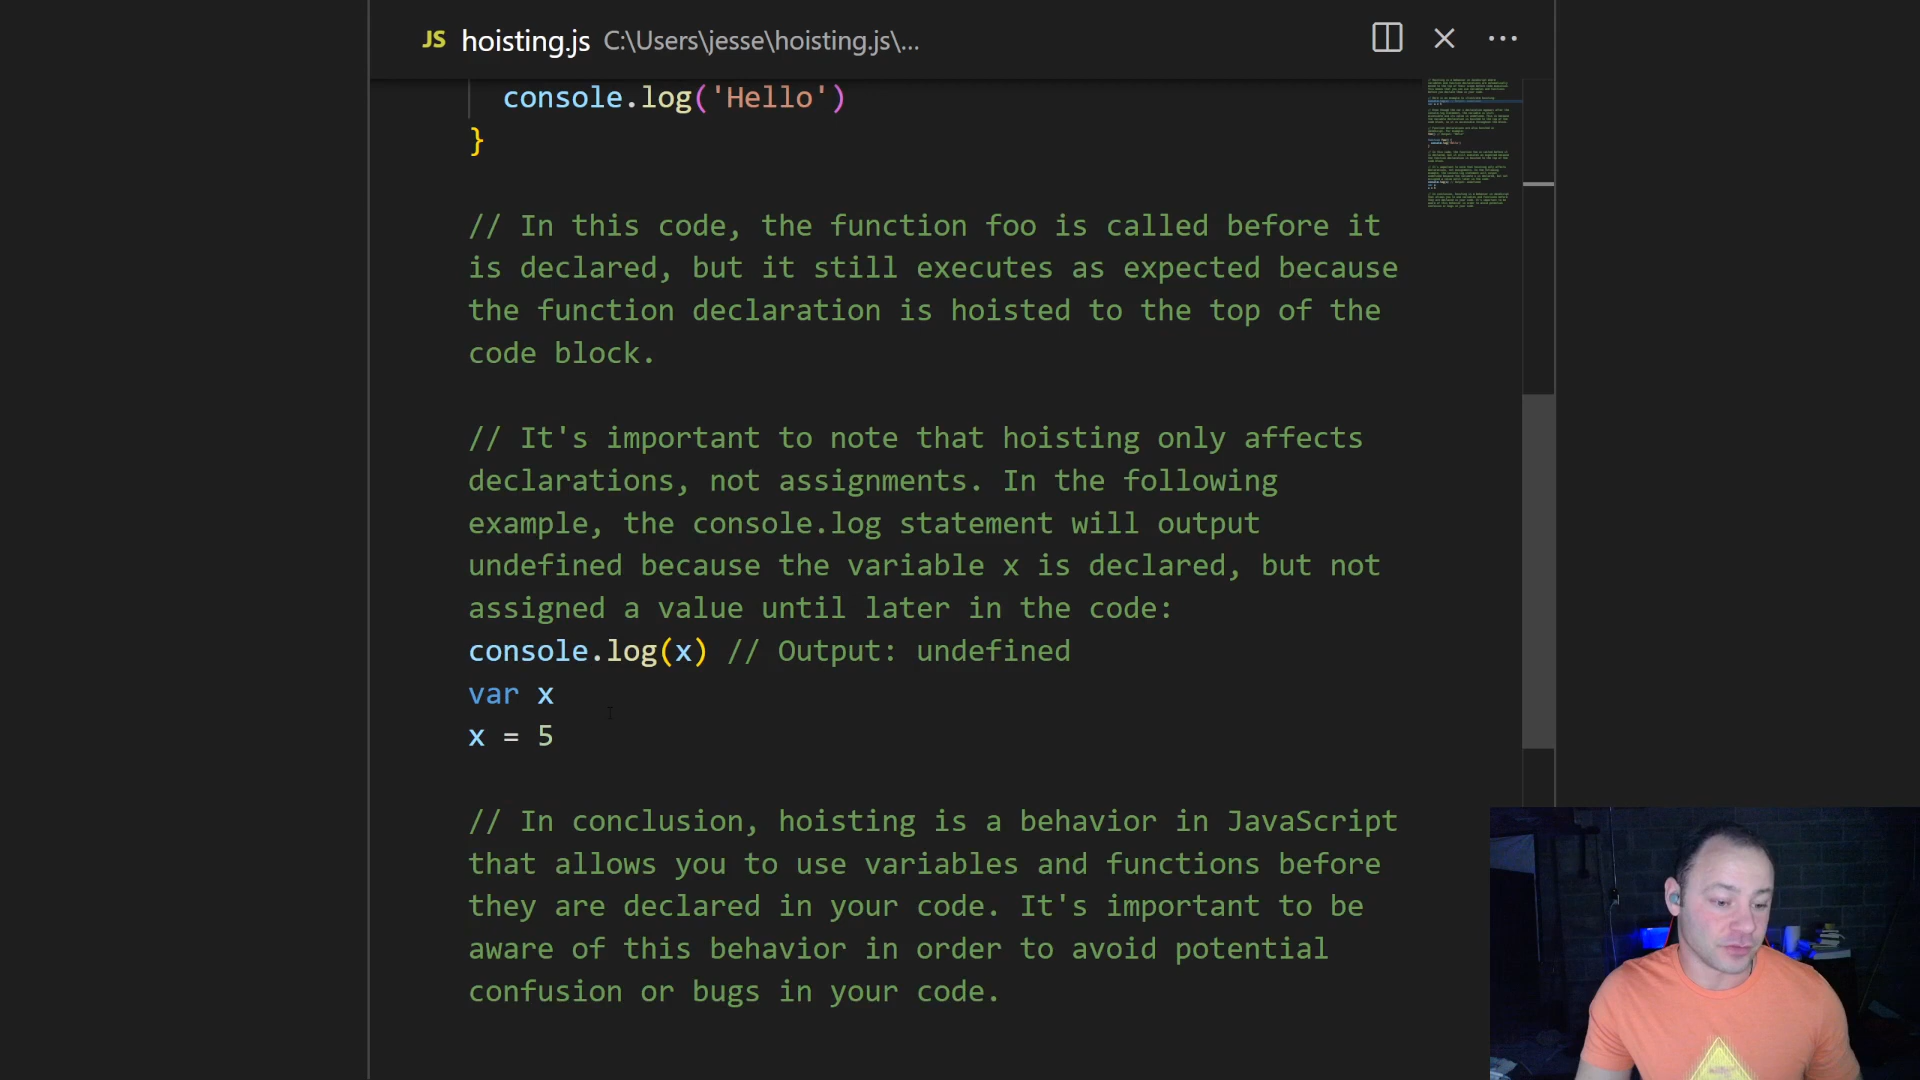 JS hoisting.js C:\Users\jesse\hoisting.js\...
console.log('Hello')
}
// In this code, the function foo is called before it
is declared, but it still executes as expected because
the function declaration is hoisted to the top of the
code block.
// It's important to note that hoisting only affects
declarations, not assignments. In the following
example, the console.log statement will output
undefined because the variable x is declared, but not
assigned a value until later in the code:
console.log(x) // Output: undefined
var x
x = 5
// In conclusion, hoisting is a behavior in JavaScript
that allows you to use variables and functions before
they are declared in your code. It's important to be
aware of this behavior in order to avoid potential
confusion or bugs in your code.